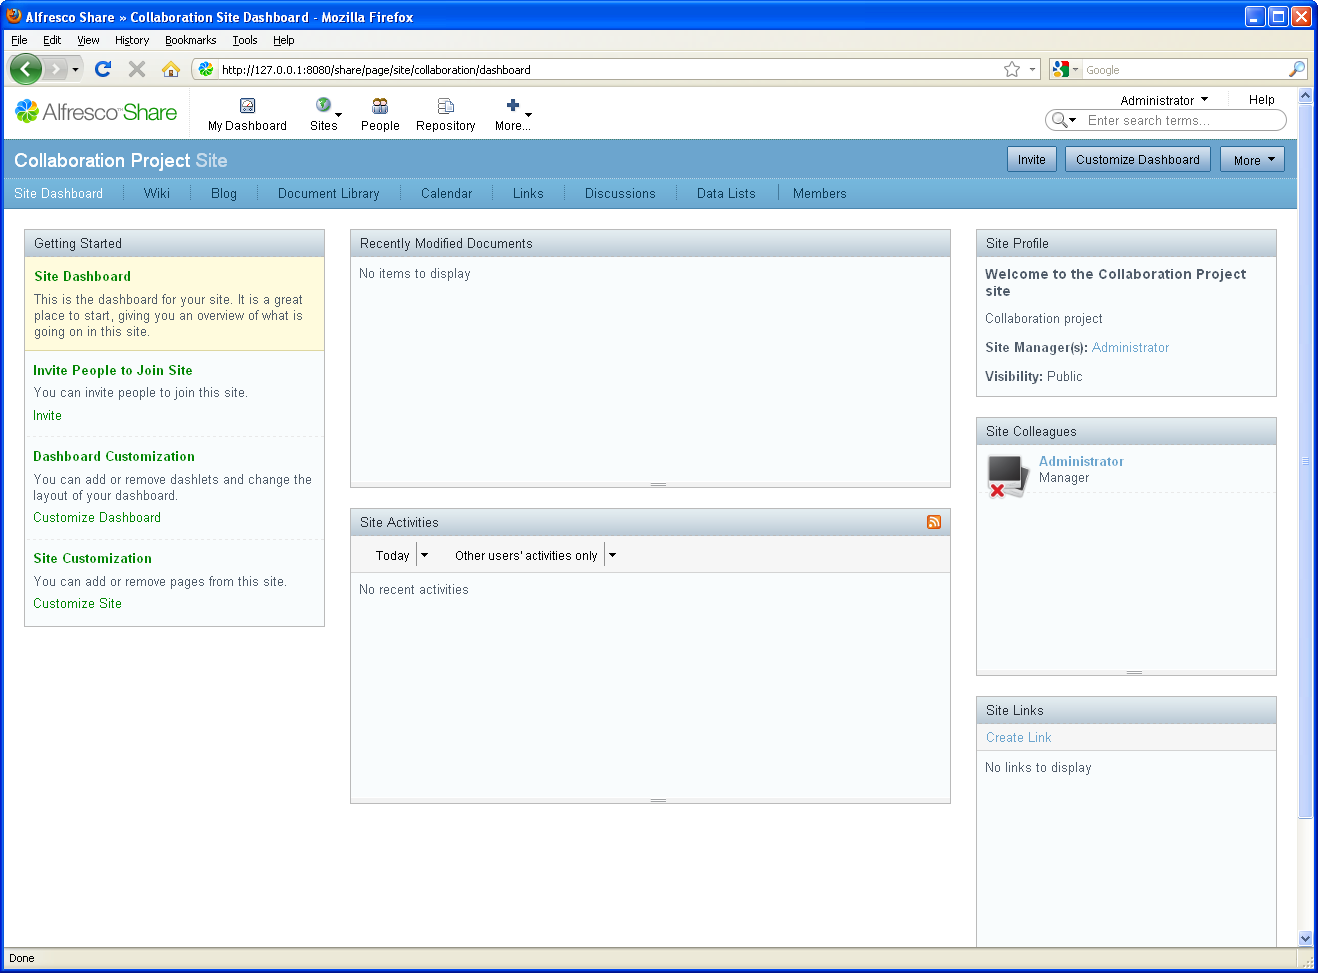 Alfresco Share » Collaboration Site Dashboard - Mozilla Firefox
File Edit View History Bookmarks Tools Help
http://127.0.0.1:8080/share/page/site/collaboration/dashboard
Google
Alfresco™ Share
My Dashboard Sites People Repository More...
Administrator Help
Enter search terms...
Collaboration Project Site
Invite Customize Dashboard More
Site Dashboard Wiki Blog Document Library Calendar Links Discussions Data Lists Members
Getting Started
Site Dashboard
This is the dashboard for your site. It is a great
place to start, giving you an overview of what is
going on in this site.
Invite People to Join Site
You can invite people to join this site.
Invite
Dashboard Customization
You can add or remove dashlets and change the
layout of your dashboard.
Customize Dashboard
Site Customization
You can add or remove pages from this site.
Customize Site
Recently Modified Documents
No items to display
Site Activities
Today Other users' activities only
No recent activities
Site Profile
Welcome to the Collaboration Project
site
Collaboration project
Site Manager(s): Administrator
Visibility: Public
Site Colleagues
Administrator
Manager
Site Links
Create Link
No links to display
Done